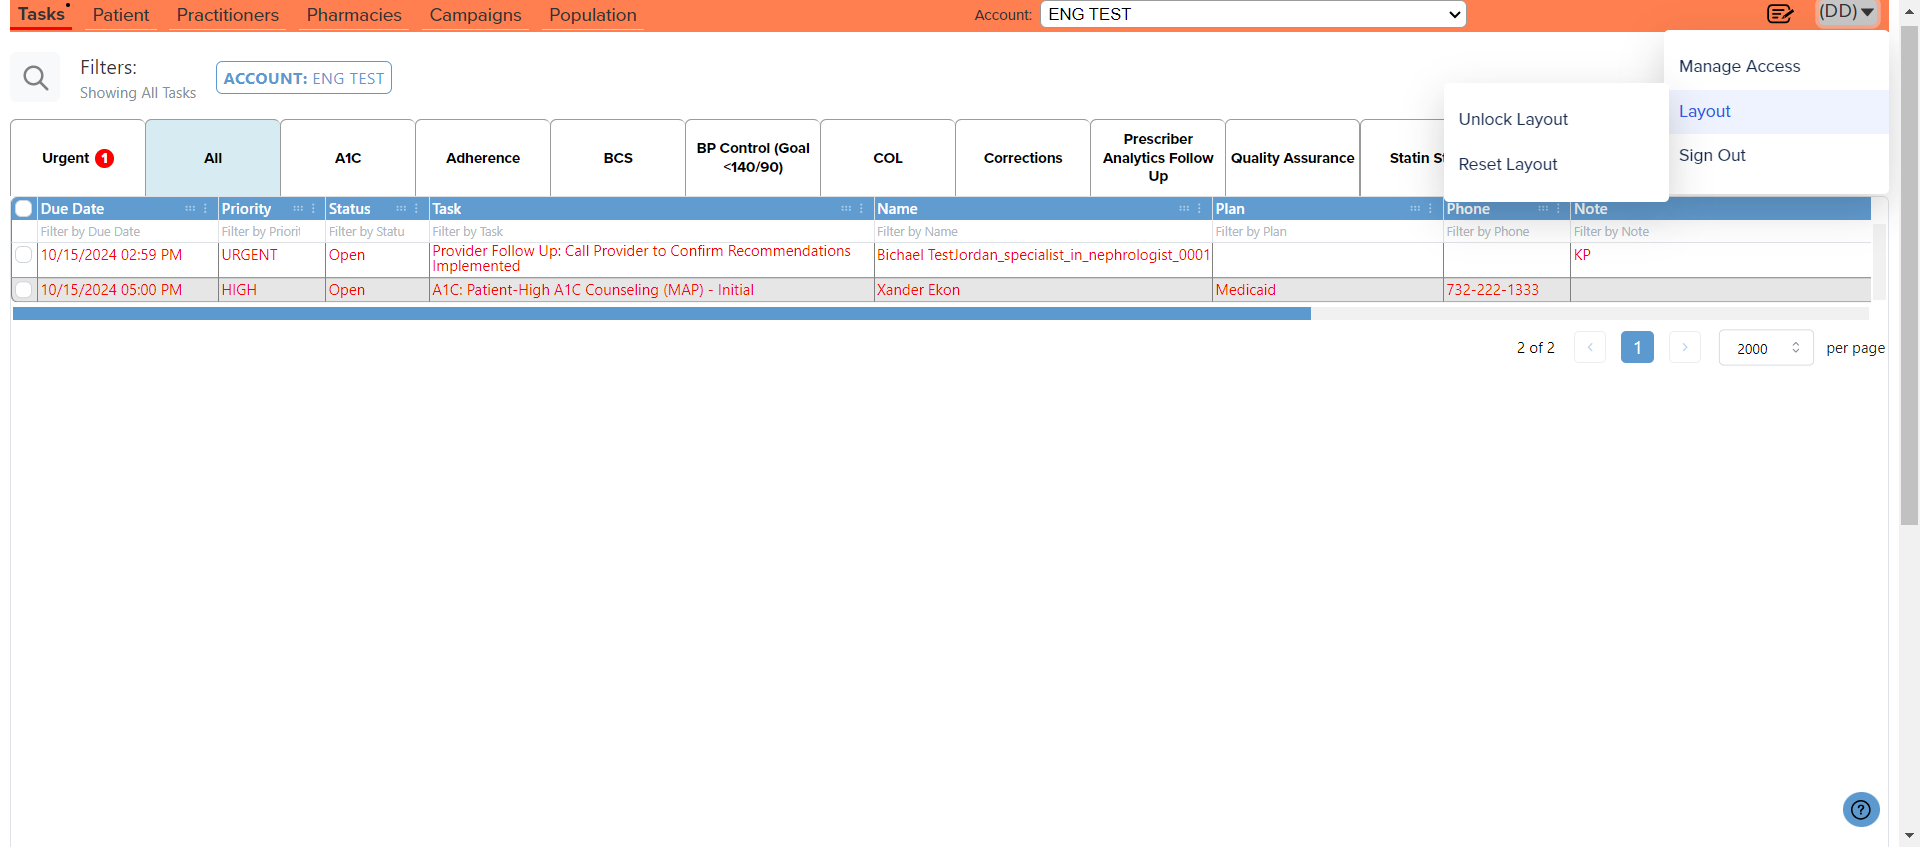 Tasks Patient Practitioners Pharmacies Campaigns Population Account: ENG TEST (DD)
Manage Access
Layout
Sign Out
Unlock Layout
Reset Layout
Filters:
Showing All Tasks
ACCOUNT: ENG TEST
Urgent 1
All
A1C
Adherence
BCS
BP Control (Goal
<140/90)
COL
Corrections
Prescriber
Analytics Follow
Up
Quality Assurance
Statin
Due Date Priority Status Task Name Plan Phone Note
Filter by Due Date Filter by Priorit Filter by Statu Filter by Task Filter by Name Filter by Plan Filter by Phone Filter by Note
10/15/2024 02:59 PM URGENT Open Provider Follow Up: Call Provider to Confirm Recommendations
Implemented Bichael TestJordan_specialist_in_nephrologist_0001 KP
10/15/2024 05:00 PM HIGH Open A1C: Patient-High A1C Counseling (MAP) - Initial Xander Ekon Medicaid 732-222-1333
2 of 2 < 1 > 2000 per page
?